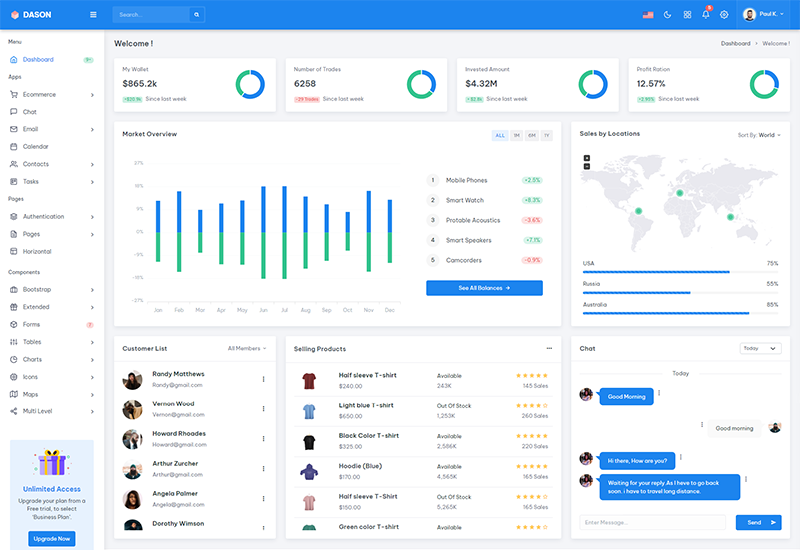 DASON
Search...
Paul K.
Menu
Dashboard
Apps
Ecommerce
Chat
Email
Calendar
Contacts
Tasks
Pages
Authentication
Pages
Horizontal
Components
Bootstrap
Extended
Forms
Tables
Charts
Icons
Maps
Multi Level
Unlimited Access
Upgrade your plan from a
Free trial, to select
'Business Plan'.
Upgrade Now
Welcome !
Dashboard > Welcome !
My Wallet
$865.2k
Since last week
Number of Trades
6258
-29 Trades Since last week
Invested Amount
$4.32M
Since last week
Profit Ration
12.57%
+2.95% Since last week
Market Overview
ALL 1M 6M 1Y
27%
-27%
Jan Feb Mar Apr May Jun Jul Aug Sep Oct Nov Dec
1 Mobile Phones +2.5%
2 Smart Watch +8.3%
3 Protable Acoustics -3.6%
4 Smart Speakers +7.1%
5 Camcorders -0.9%
See All Balances
Sales by Locations
Sort By: World
+
-
USA 75%
Russia 55%
Australia 85%
Customer List
All Members
Randy Matthews
Randy@gmail.com
Vernon Wood
Vernon@gmail.com
Howard Rhoades
Howard@gmail.com
Arthur Zurcher
Arthur@gmail.com
Angela Palmer
Angela@gmail.com
Dorothy Wimson
Selling Products
Half sleeve T-shirt Available
$240.00 243K 145 Sales
Light blue T-shirt Out Of Stock
$650.00 1,253K 260 Sales
Black Color T-shirt Available
$325.00 2,586K 220 Sales
Hoodie (Blue) Available
$170.00 4,565K 165 Sales
Half sleeve T-Shirt Out Of Stock
$150.00 5,265K 165 Sales
Green color T-shirt Available
Chat
Today
Today
Good Morning
Good morning
Hi there, How are you?
Waiting for your reply. As I have to go back
soon. i have to travel long distance.
Enter Message...
Send